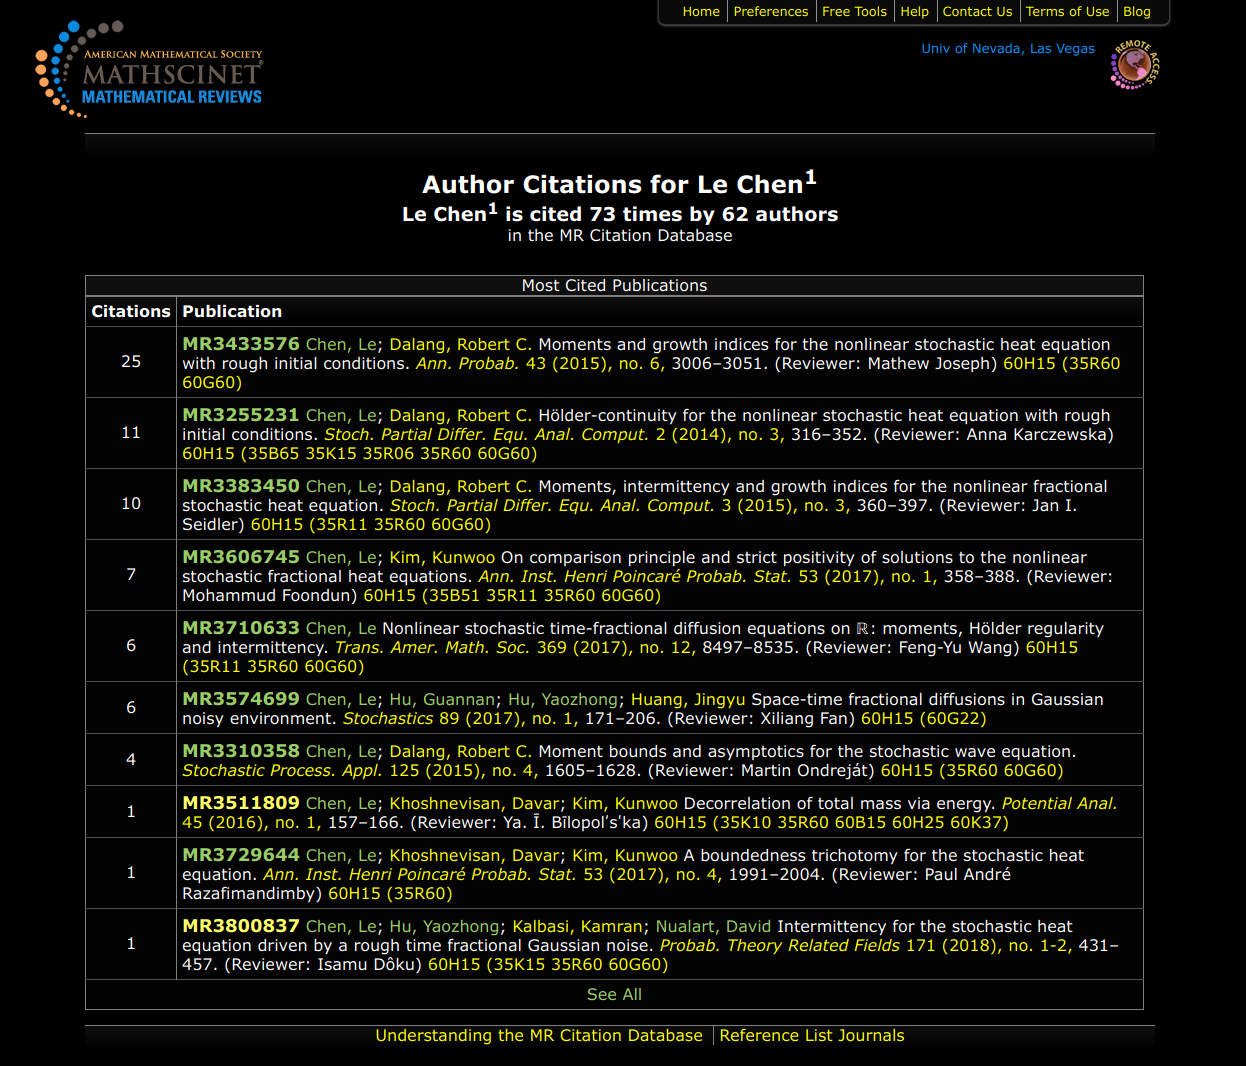 Home Preferences Free Tools Help Contact Us Terms of Use Blog
AMERICAN MATHEMATICAL SOCIETY
MATHSCINET®
MATHEMATICAL REVIEWS
Univ of Nevada, Las Vegas
REMOTE ACCESS
Author Citations for Le Chen¹
Le Chen¹ is cited 73 times by 62 authors
in the MR Citation Database
Most Cited Publications
Citations Publication
25
MR3433576 Chen, Le; Dalang, Robert C. Moments and growth indices for the nonlinear stochastic heat equation
with rough initial conditions. Ann. Probab. 43 (2015), no. 6, 3006–3051. (Reviewer: Mathew Joseph) 60H15 (35R60
60G60)
11
MR3255231 Chen, Le; Dalang, Robert C. Hölder-continuity for the nonlinear stochastic heat equation with rough
initial conditions. Stoch. Partial Differ. Equ. Anal. Comput. 2 (2014), no. 3, 316–352. (Reviewer: Anna Karczewska)
60H15 (35B65 35K15 35R06 35R60 60G60)
10
MR3383450 Chen, Le; Dalang, Robert C. Moments, intermittency and growth indices for the nonlinear fractional
stochastic heat equation. Stoch. Partial Differ. Equ. Anal. Comput. 3 (2015), no. 3, 360–397. (Reviewer: Jan I.
Seidler) 60H15 (35R11 35R60 60G60)
7
MR3606745 Chen, Le; Kim, Kunwoo On comparison principle and strict positivity of solutions to the nonlinear
stochastic fractional heat equations. Ann. Inst. Henri Poincaré Probab. Stat. 53 (2017), no. 1, 358–388. (Reviewer:
Mohammud Foondun) 60H15 (35B51 35R11 35R60 60G60)
6
MR3710633 Chen, Le Nonlinear stochastic time-fractional diffusion equations on ℝ: moments, Hölder regularity
and intermittency. Trans. Amer. Math. Soc. 369 (2017), no. 12, 8497–8535. (Reviewer: Feng-Yu Wang) 60H15
(35R11 35R60 60G60)
6
MR3574699 Chen, Le; Hu, Guannan; Hu, Yaozhong; Huang, Jingyu Space-time fractional diffusions in Gaussian
noisy environment. Stochastics 89 (2017), no. 1, 171–206. (Reviewer: Xiliang Fan) 60H15 (60G22)
4
MR3310358 Chen, Le; Dalang, Robert C. Moment bounds and asymptotics for the stochastic wave equation.
Stochastic Process. Appl. 125 (2015), no. 4, 1605–1628. (Reviewer: Martin Ondreját) 60H15 (35R60 60G60)
1
MR3511809 Chen, Le; Khoshnevisan, Davar; Kim, Kunwoo Decorrelation of total mass via energy. Potential Anal.
45 (2016), no. 1, 157–166. (Reviewer: Ya. Ī. Bīlopolʹsʹka) 60H15 (35K10 35R60 60B15 60H25 60K37)
1
MR3729644 Chen, Le; Khoshnevisan, Davar; Kim, Kunwoo A boundedness trichotomy for the stochastic heat
equation. Ann. Inst. Henri Poincaré Probab. Stat. 53 (2017), no. 4, 1991–2004. (Reviewer: Paul André
Razafimandimby) 60H15 (35R60)
1
MR3800837 Chen, Le; Hu, Yaozhong; Kalbasi, Kamran; Nualart, David Intermittency for the stochastic heat
equation driven by a rough time fractional Gaussian noise. Probab. Theory Related Fields 171 (2018), no. 1-2, 431–
457. (Reviewer: Isamu Dôku) 60H15 (35K15 35R60 60G60)
See All
Understanding the MR Citation Database Reference List Journals